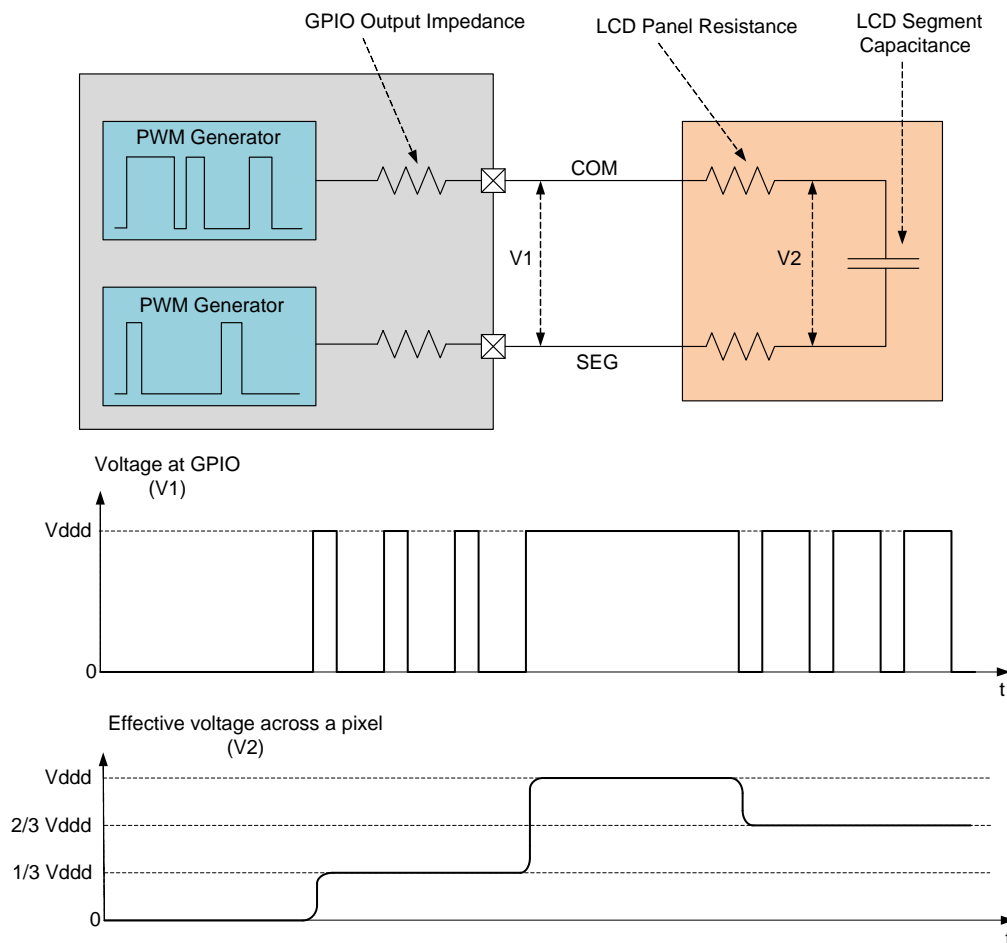 GPIO Output Impedance
LCD Panel Resistance
LCD Segment
Capacitance
PWM Generator
COM
V1
V2
PWM Generator
SEG
Voltage at GPIO
(V1)
Vddd
0
t
Effective voltage across a pixel
(V2)
Vddd
2/3 Vddd
1/3 Vddd
0
t